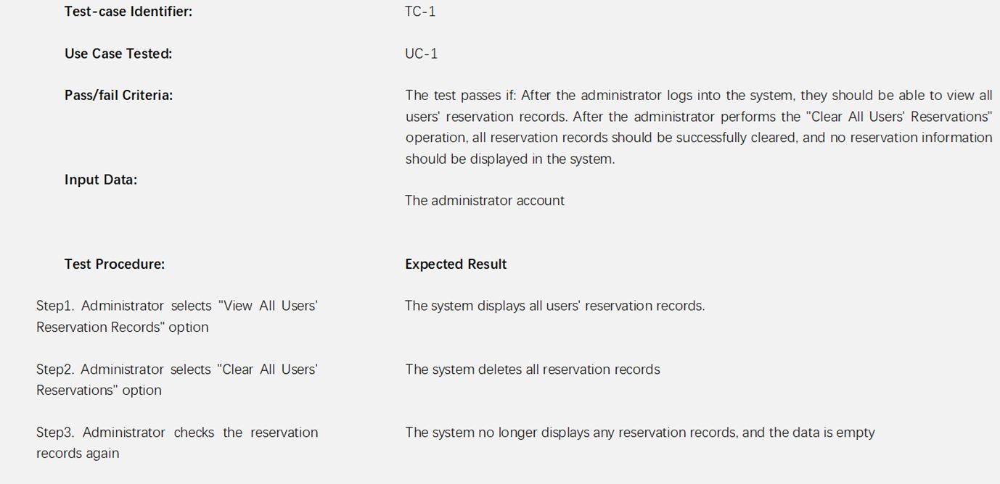 Test-case Identifier: TC-1
Use Case Tested: UC-1
Pass/fail Criteria: The test passes if: After the administrator logs into the system, they should be able to view all
users' reservation records. After the administrator performs the "Clear All Users' Reservations"
operation, all reservation records should be successfully cleared, and no reservation information
should be displayed in the system.
Input Data:
The administrator account
Test Procedure: Expected Result
Step1. Administrator selects "View All Users' The system displays all users' reservation records.
Reservation Records" option
Step2. Administrator selects "Clear All Users' The system deletes all reservation records
Reservations" option
Step3. Administrator checks the reservation The system no longer displays any reservation records, and the data is empty
records again